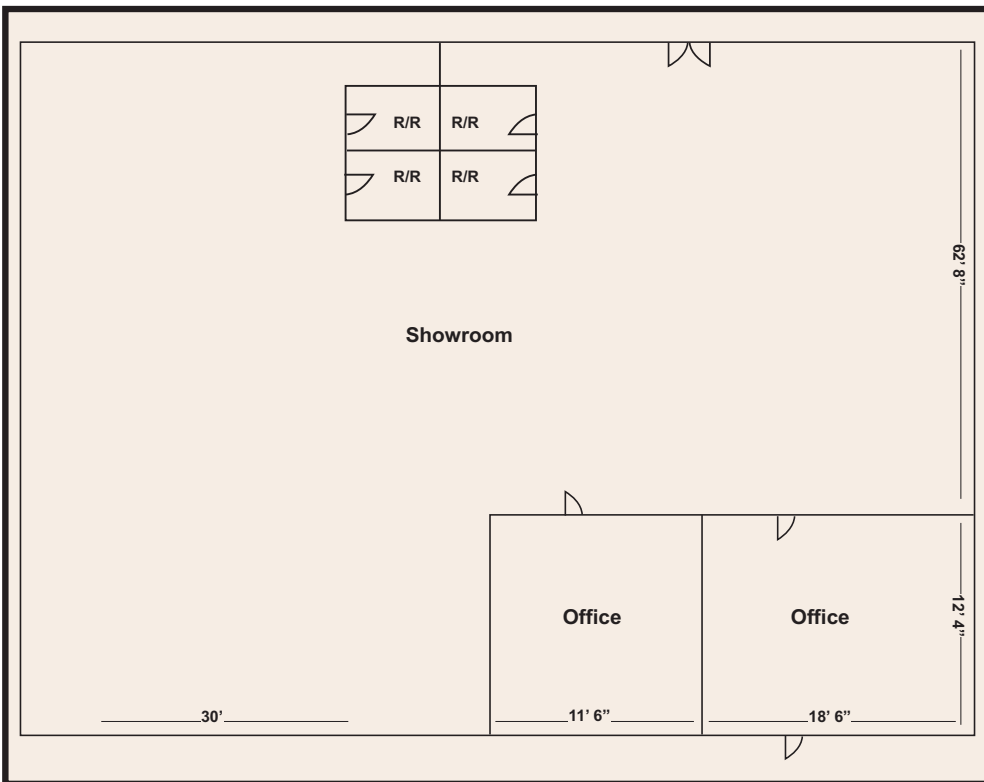 R/R R/R
R/R R/R
62’ 8”
Showroom
Office Office
12’ 4”
30’ 11’ 6” 18’ 6”